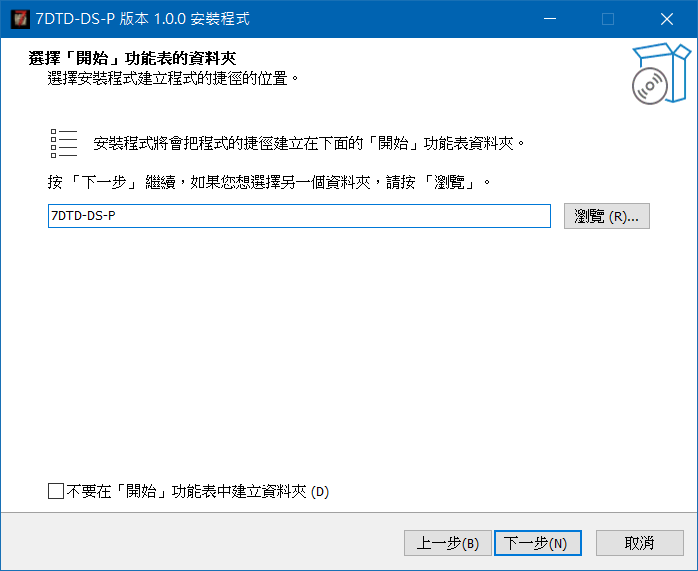 7DTD-DS-P 版本 1.0.0 安裝程式
選擇「開始」功能表的資料夾
選擇安裝程式建立程式的捷徑的位置。
安裝程式將會把程式的捷徑建立在下面的「開始」功能表資料夾。
按 「下一步」 繼續，如果您想選擇另一個資料夾，請按 「瀏覽」 。
7DTD-DS-P
瀏覽 (R)...
不要在「開始」功能表中建立資料夾 (D)
上一步(B)
下一步(N)
取消